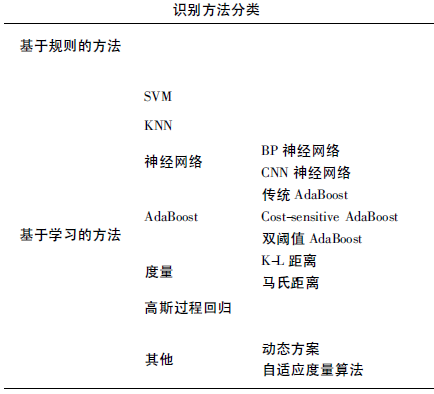 识别方法分类
基于规则的方法
SVM
KNN
神经网络
BP 神经网络
CNN 神经网络
基于学习的方法
AdaBoost
传统 AdaBoost
Cost-sensitive AdaBoost
双阈值 AdaBoost
度量
K-L 距离
马氏距离
高斯过程回归
其他
动态方案
自适应度量算法